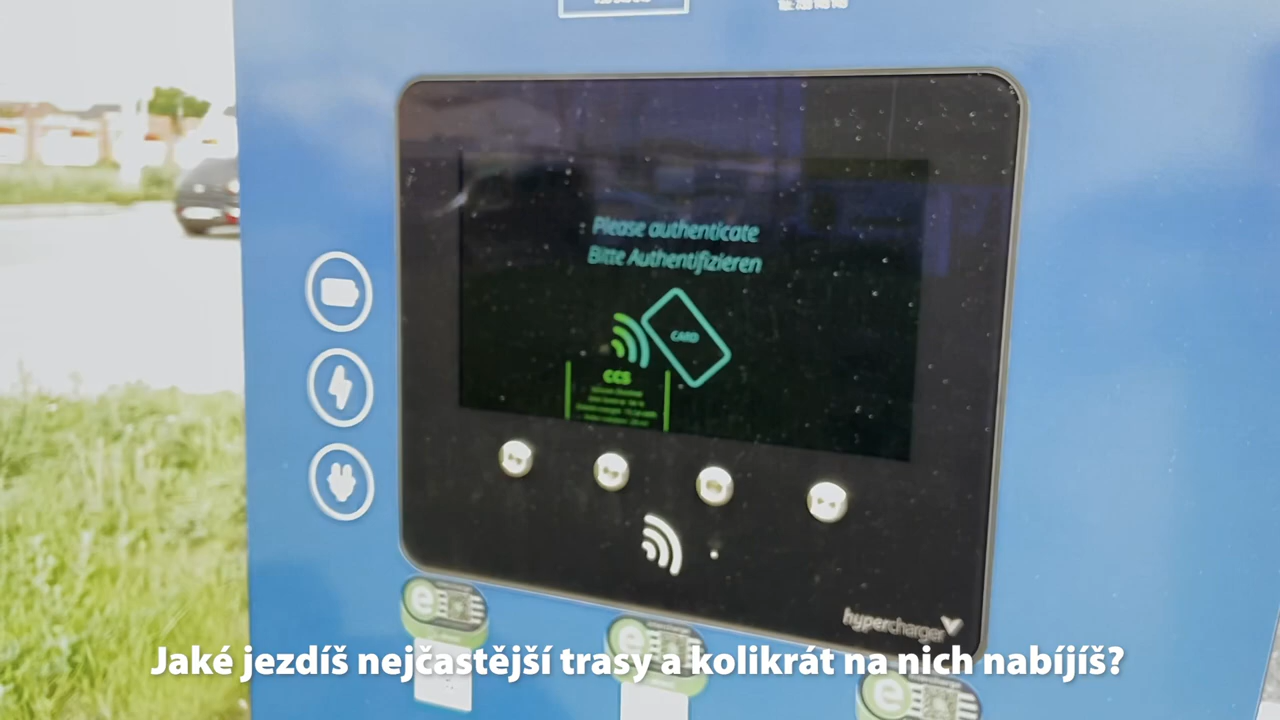 Please authenticate
Bitte Authentifizieren
CARD
CCS
hypercharger
e
e
e
Jaké jezdíš nejčastější trasy a kolikrát na nich nabíjíš?